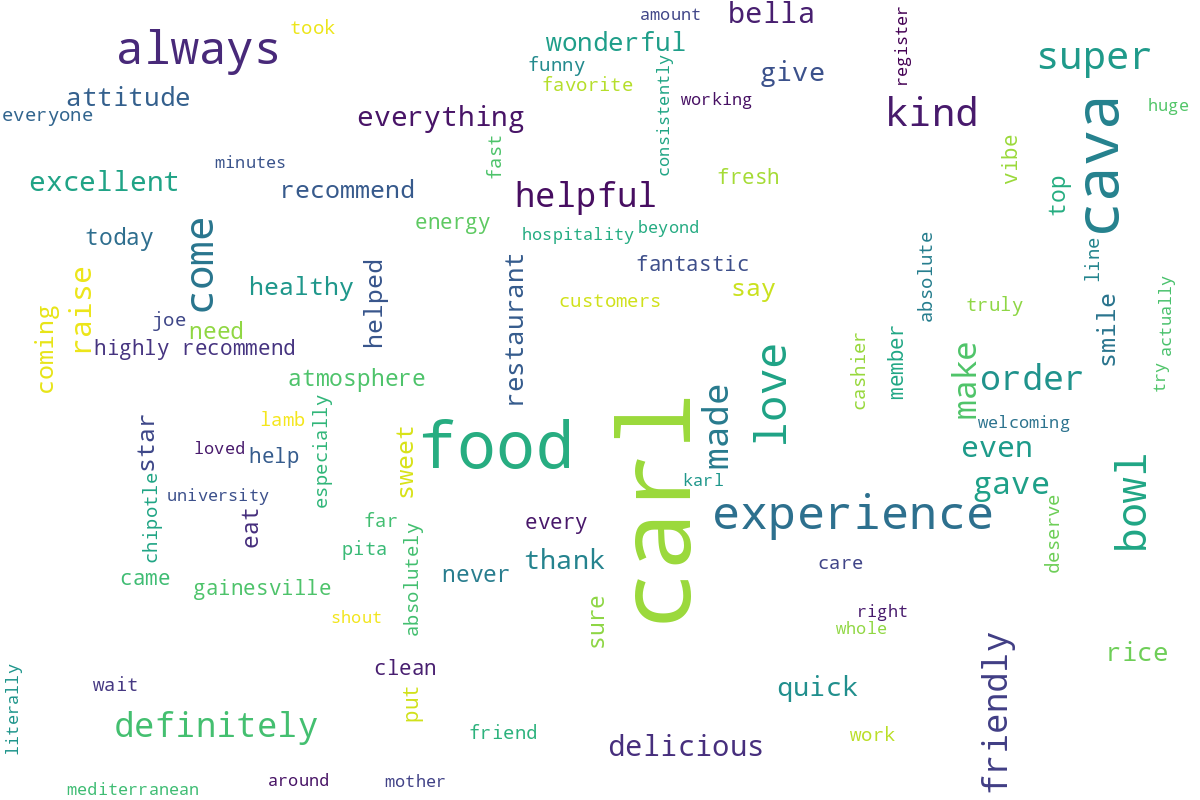 amount
bella
took
always
wonderful
register
super
funny
give
favorite
consistently
attitude
working
kind
cava
huge
everyone
everything
fast
vibe
minutes
excellent
recommend
helpful
fresh
top
energy
hospitality
beyond
today
come
absolute
line
fantastic
restaurant
helped
healthy
say
customers
truly
smile
actually
raise
coming
joe
need
highly recommend
cashier
member
make
order
try
atmosphere
love
made
lamb
especially
welcoming
star
loved
help
sweet
food
carl
even
karl
gave
bowl
chipotle
university
eat
experience
deserve
far
every
pita
absolutely
thank
never
care
came
gainesville
shout
sure
right
whole
friendly
rice
clean
literally
wait
put
quick
definitely
friend
delicious
work
mediterranean
around
mother